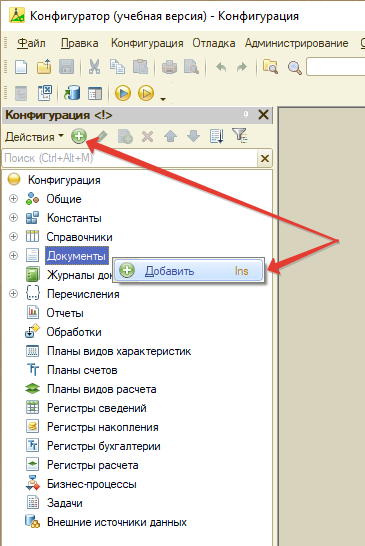 Конфигуратор (учебная версия) - Конфигурация
Файл Правка Конфигурация Отладка Администрирование
Конфигурация <!>
Действия
Поиск (Ctrl+Alt+M)
Конфигурация
Общие
Константы
Справочники
Документы
Добавить Ins
Журналы док
Перечисления
Отчеты
Обработки
Планы видов характеристик
Планы счетов
Планы видов расчета
Регистры сведений
Регистры накопления
Регистры бухгалтерии
Регистры расчета
Бизнес-процессы
Задачи
Внешние источники данных